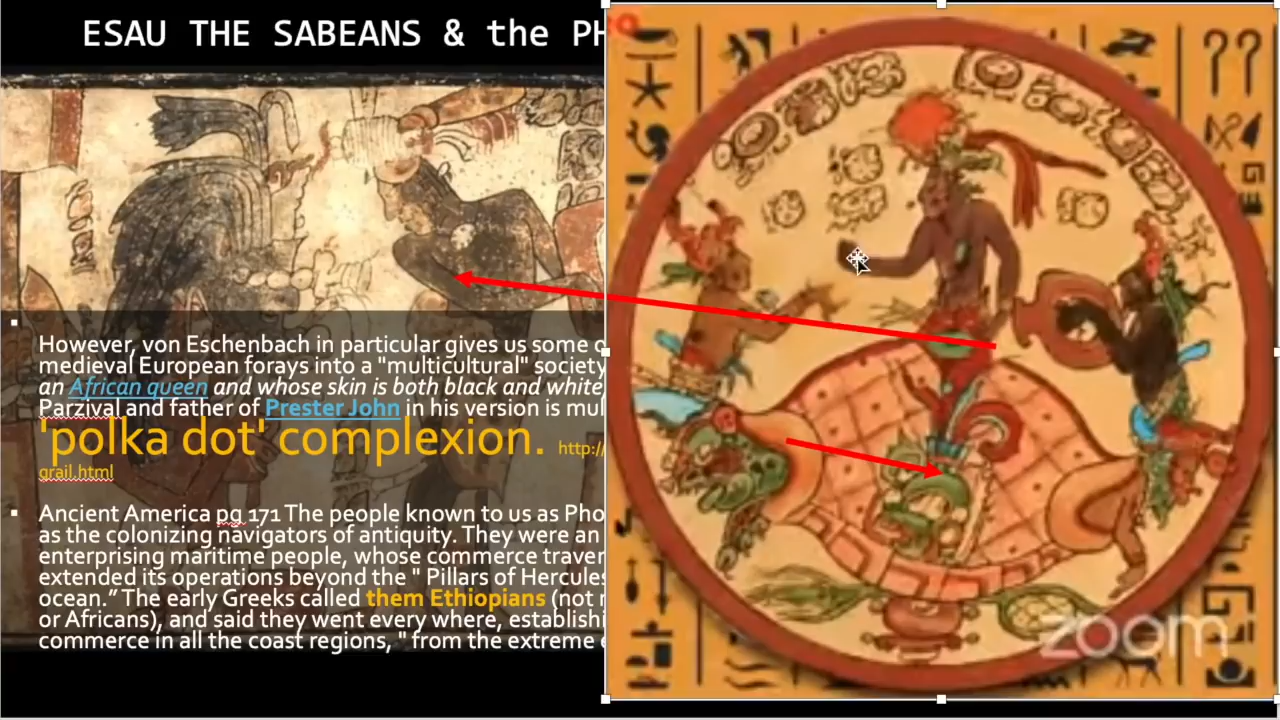 ESAU THE SABEANS & the PH
However, von Eschenbach in particular gives us some
medieval European forays into a "multicultural" society
an African queen and whose skin is both black and white
Parzival and father of Prester John in his version is mul
'polka dot' complexion. http://
grail.html
Ancient America pg 171 The people known to us as Pho
as the colonizing navigators of antiquity. They were an
enterprising maritime people, whose commerce traver
extended its operations beyond the " Pillars of Hercules
ocean." The early Greeks called them Ethiopians (not
or Africans), and said they went every where, establishi
commerce in all the coast regions, " from the extreme
zoom